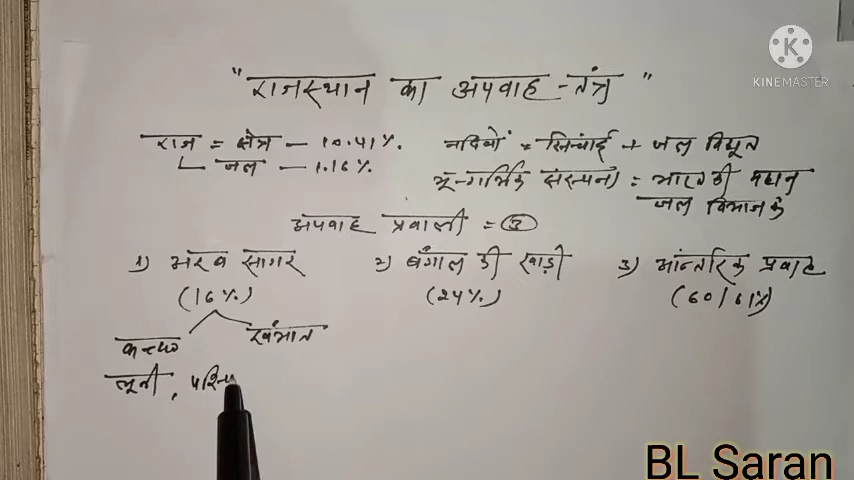 KINEMASTER
"राजस्थान का अपवाह-तंत्र"
राज = क्षेत्र — 10.41%. नदियों = सिंचाई + जल विद्युत
जल — 1.16%. भू-गर्भिक संरचना = भारत की महान
जल विभाजक
अपवाह प्रणाली = 3
1) अरब सागर 2) बंगाल की खाड़ी 3) आंन्तरिक प्रवाह
(16%) (24%.) (60/61%)
कच्छ खंभात
लूनी, पश्चि
BL Saran